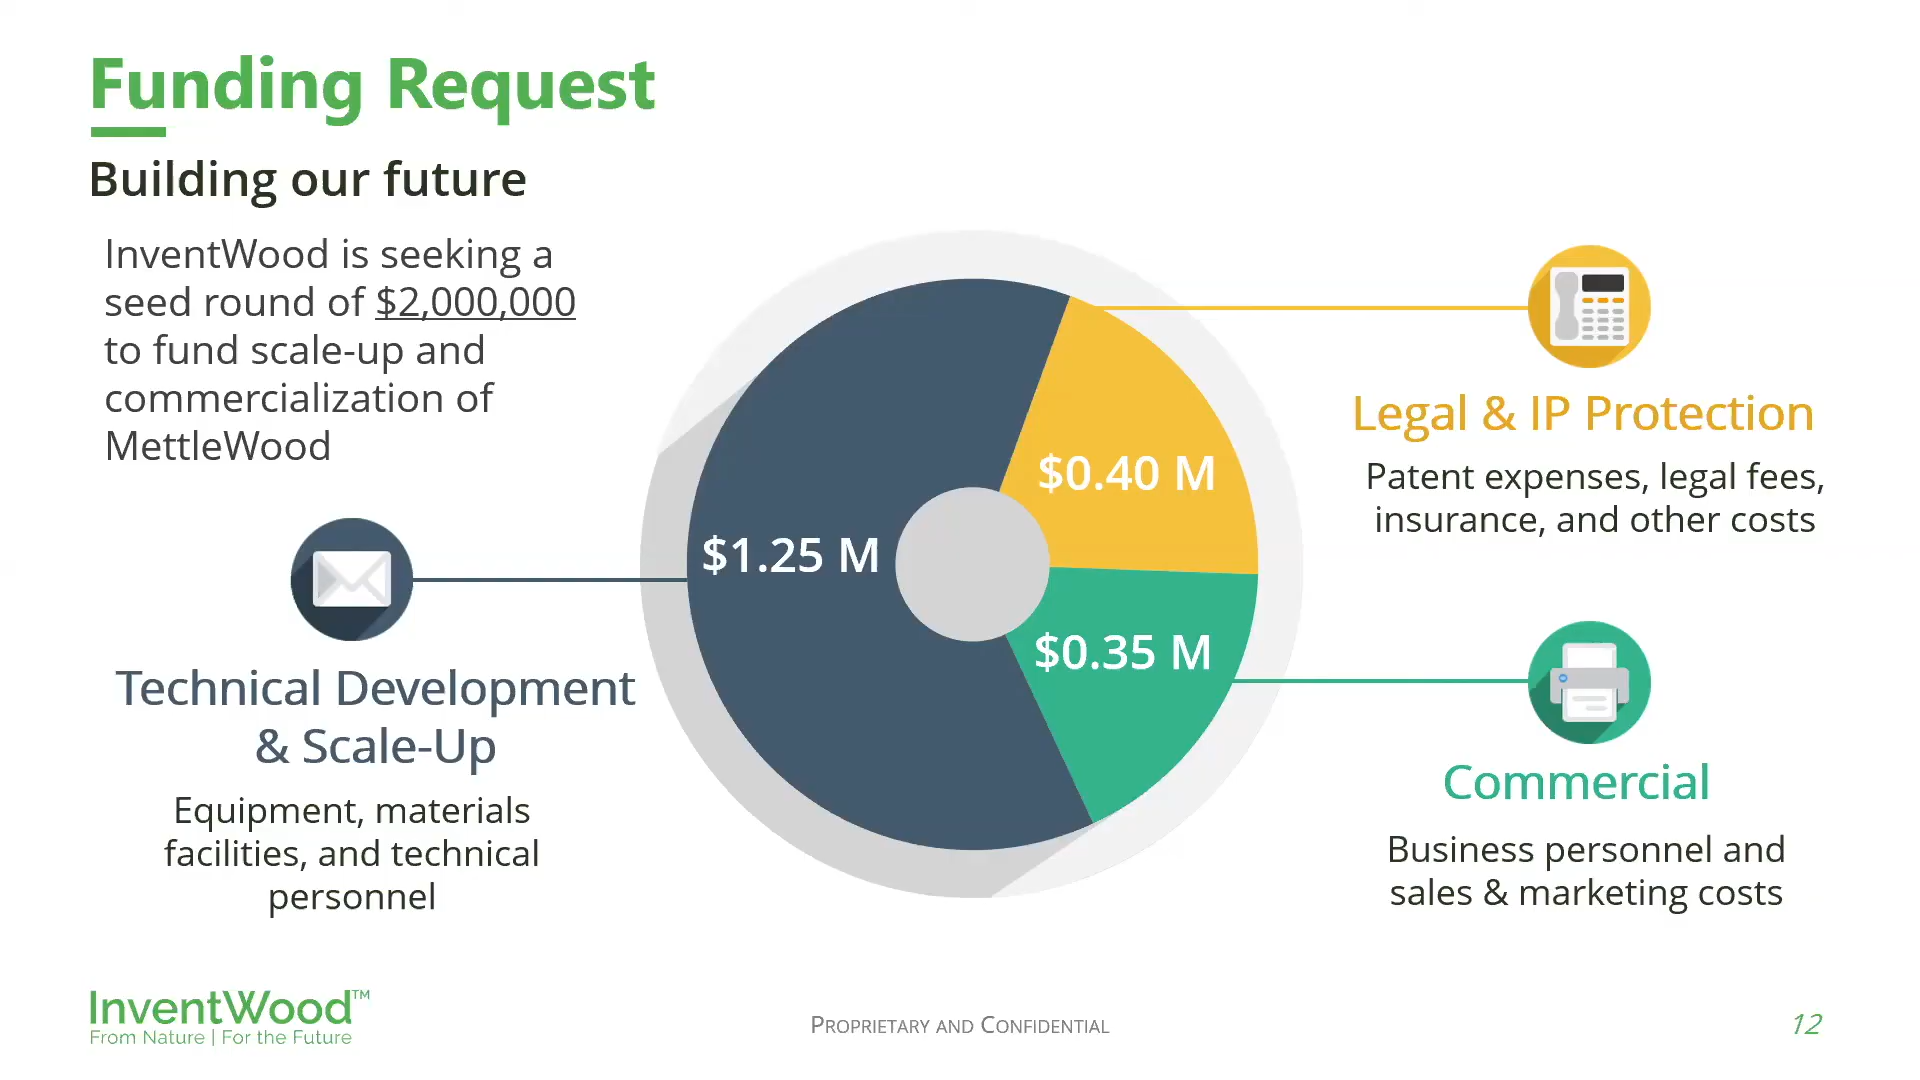 Funding Request
Building our future
InventWood is seeking a
seed round of $2,000,000
to fund scale-up and
commercialization of
MettleWood
$1.25 M
$0.40 M
$0.35 M
Legal & IP Protection
Patent expenses, legal fees,
insurance, and other costs
Technical Development
& Scale-Up
Equipment, materials
facilities, and technical
personnel
Commercial
Business personnel and
sales & marketing costs
InventWood™
From Nature | For the Future
PROPRIETARY AND CONFIDENTIAL
12